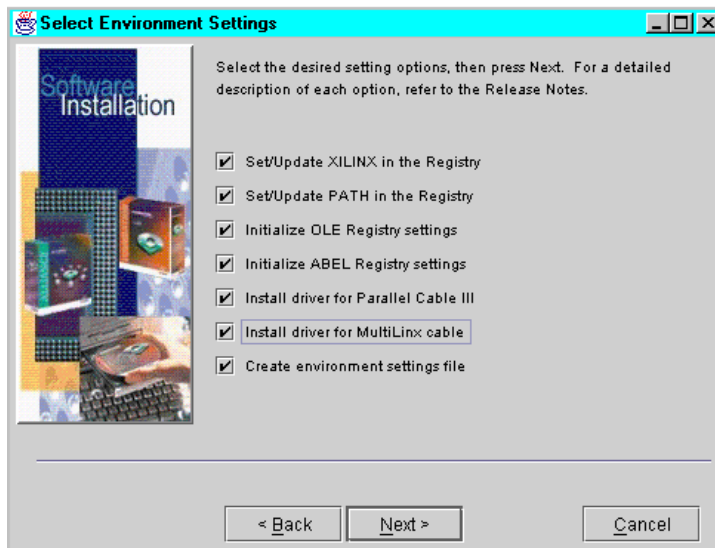 Select Environment Settings
Software
Installation
Select the desired setting options, then press Next. For a detailed
description of each option, refer to the Release Notes.
Set/Update XILINX in the Registry
Set/Update PATH in the Registry
Initialize OLE Registry settings
Initialize ABEL Registry settings
Install driver for Parallel Cable III
Install driver for MultiLinx cable
Create environment settings file
< Back
Next >
Cancel